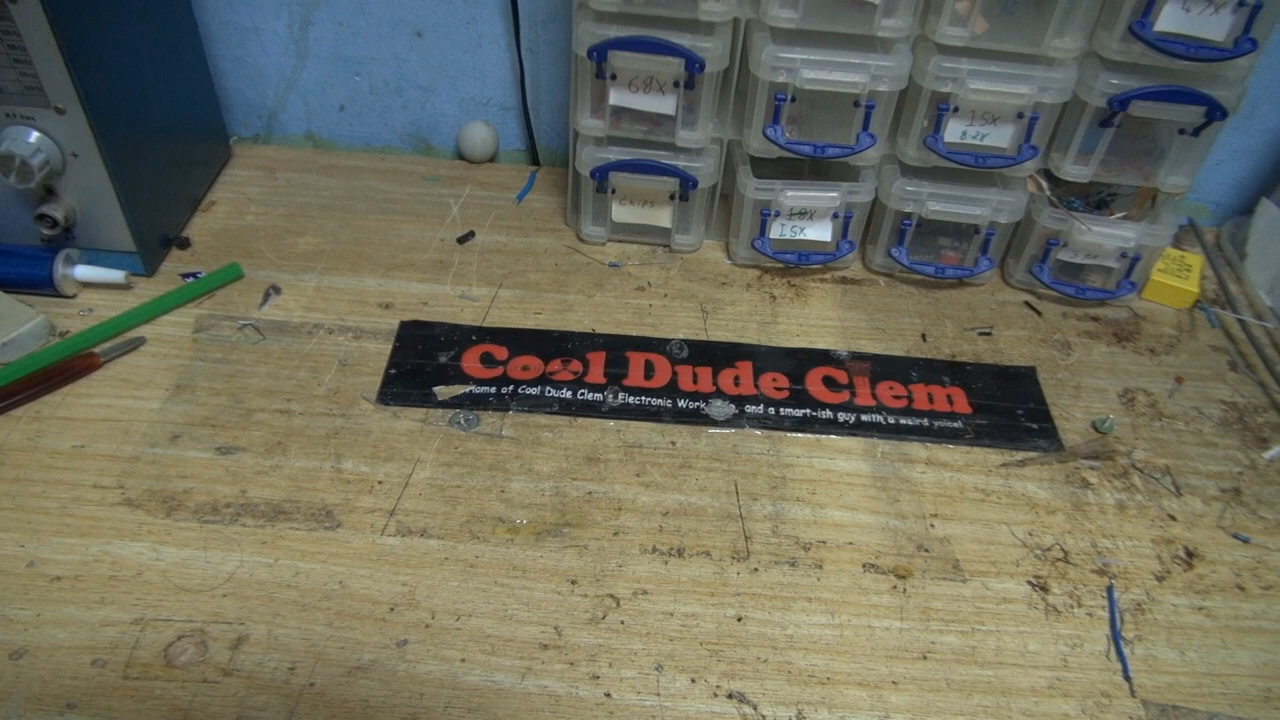 68X
15X
8·2X
CHIPS
18X
15X
Cool Dude Clem
Home of Cool Dude Clem's Electronic Work and a smart-ish guy with a weird voice!